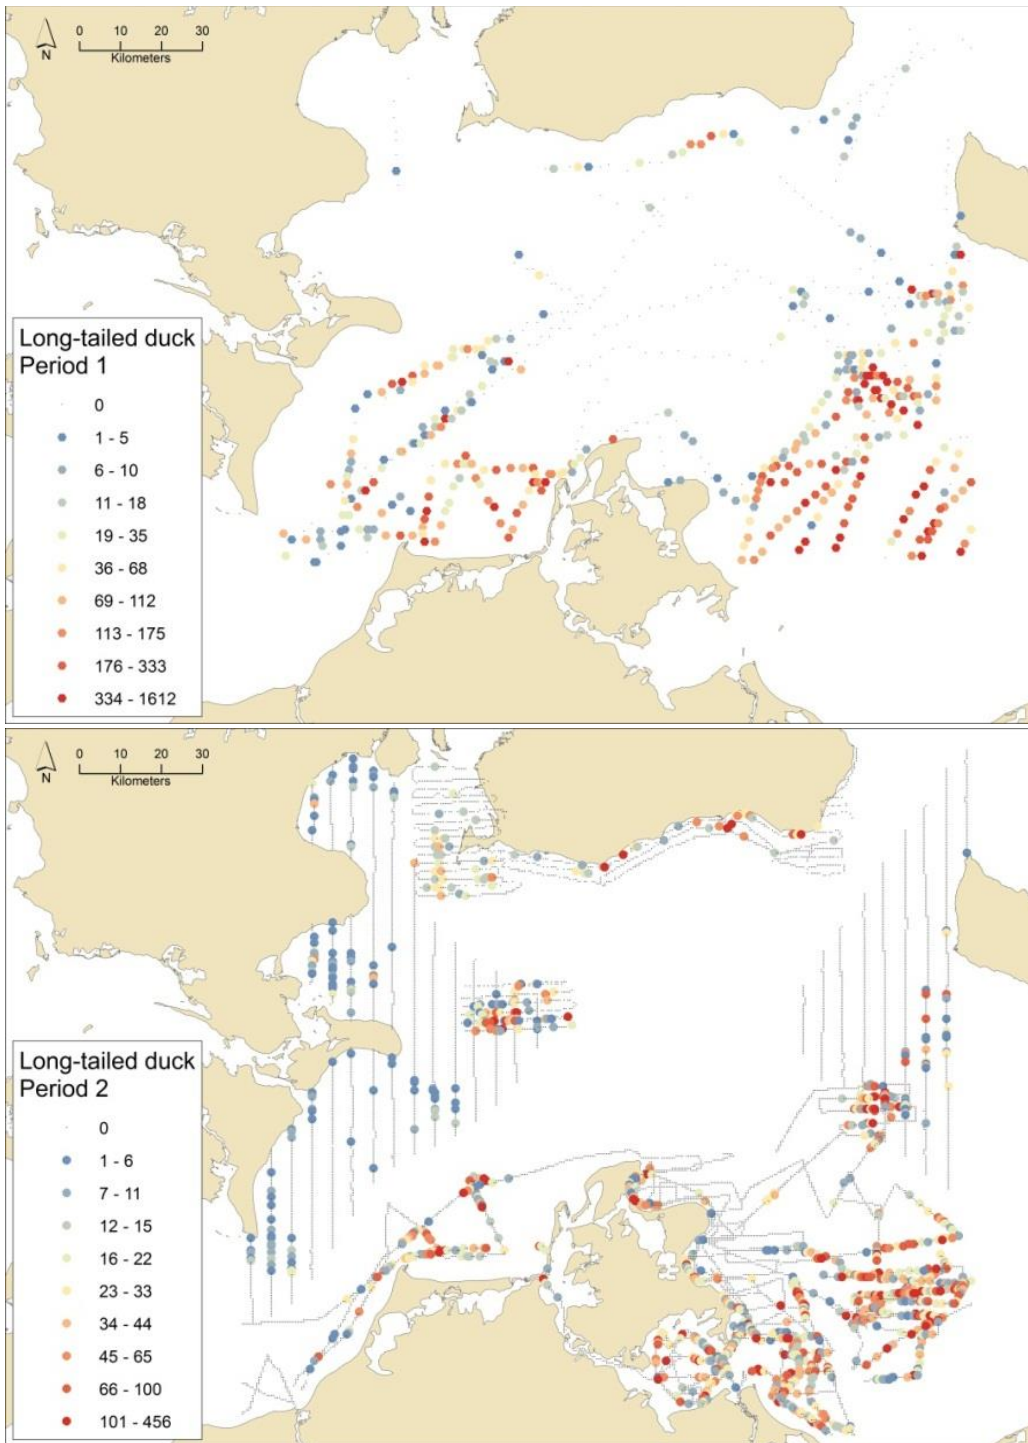 0 10 20 30
Kilometers
N
Long-tailed duck
Period 1
0
1 - 5
6 - 10
11 - 18
19 - 35
36 - 68
69 - 112
113 - 175
176 - 333
334 - 1612
0 10 20 30
Kilometers
N
Long-tailed duck
Period 2
0
1 - 6
7 - 11
12 - 15
16 - 22
23 - 33
34 - 44
45 - 65
66 - 100
101 - 456